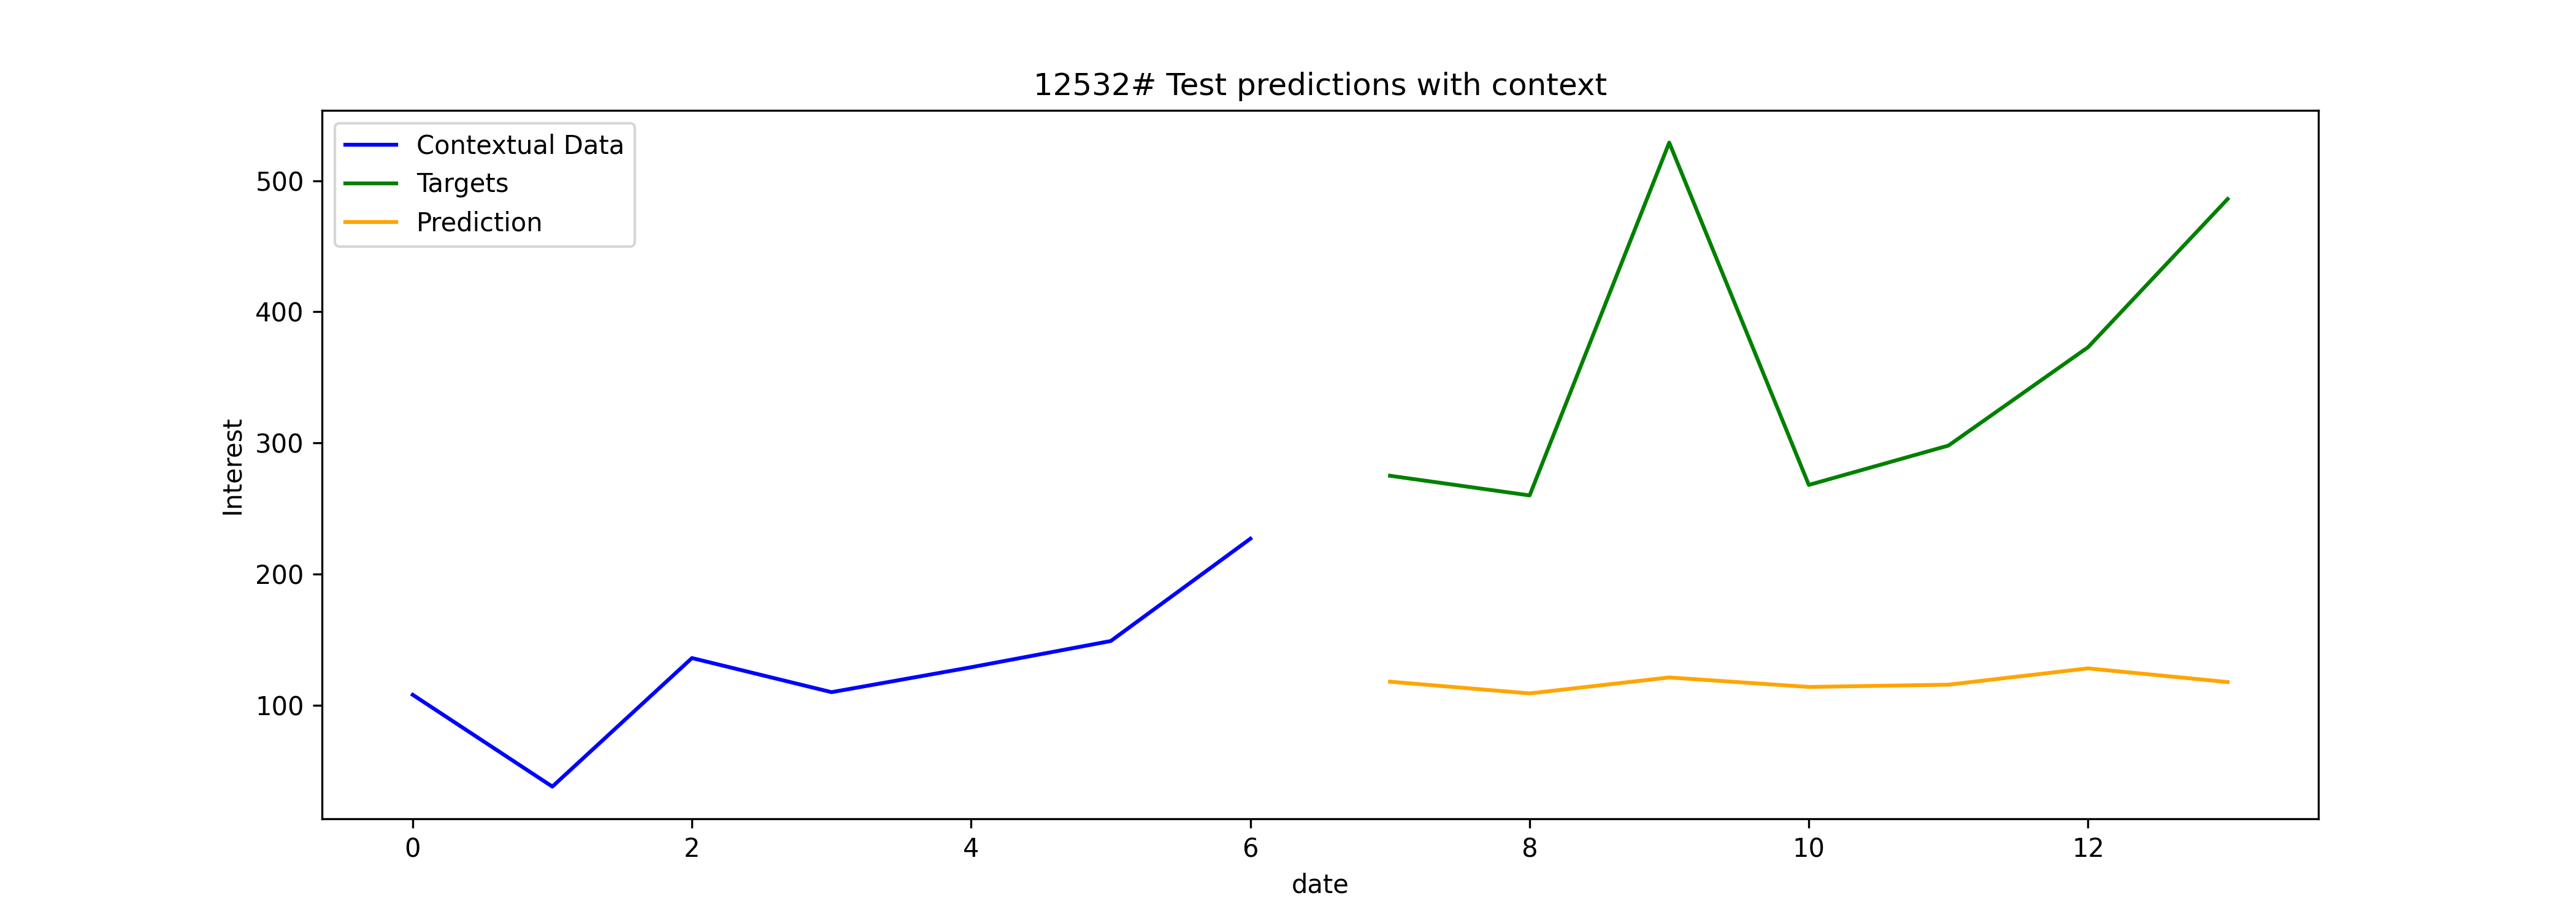 12532# Test predictions with context
Contextual Data
Targets
Prediction
500
400
300
200
100
Interest
0 2 4 6 8 10 12
date